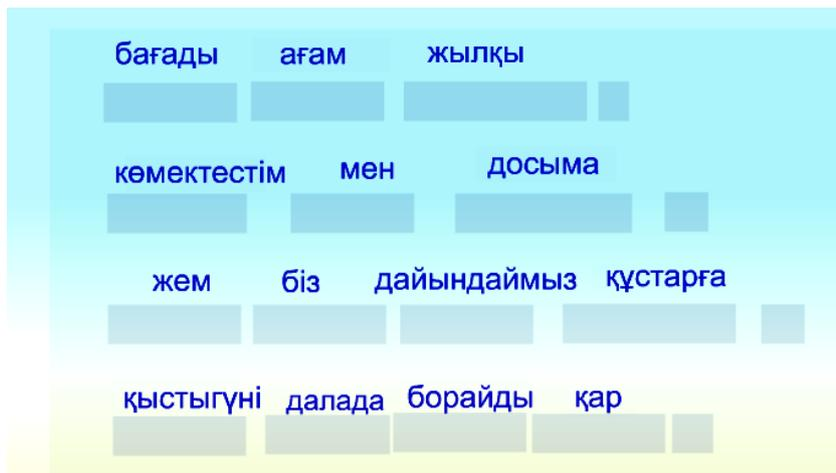 бағады ағам жылқы
көмектестім мен досыма
жем біз дайындаймыз құстарға
қыстыгүні далада борайды қар